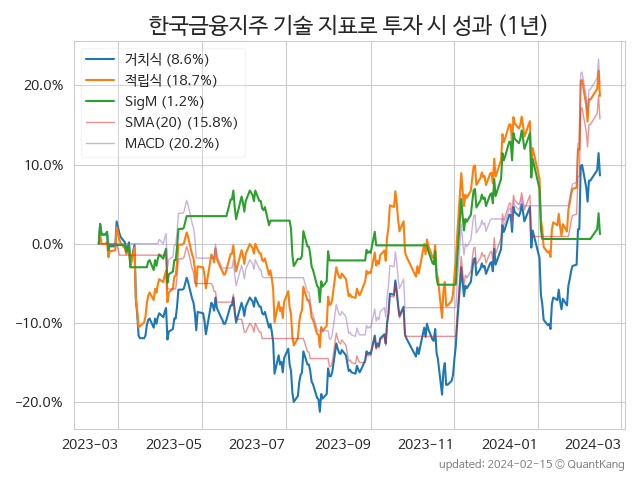 한국금융지주 기술 지표로 투자 시 성과 (1년)
거치식 (8.6%)
적립식 (18.7%)
SigM (1.2%)
SMA(20) (15.8%)
MACD (20.2%)
20.0%
10.0%
0.0%
−10.0%
−20.0%
2023-03 2023-05 2023-07 2023-09 2023-11 2024-01 2024-03
updated: 2024-02-15 © QuantKang